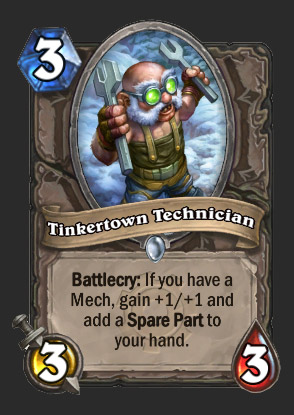 3
Tinkertown Technician
Battlecry: If you have a
Mech, gain +1/+1 and
add a Spare Part to
your hand.
3
3